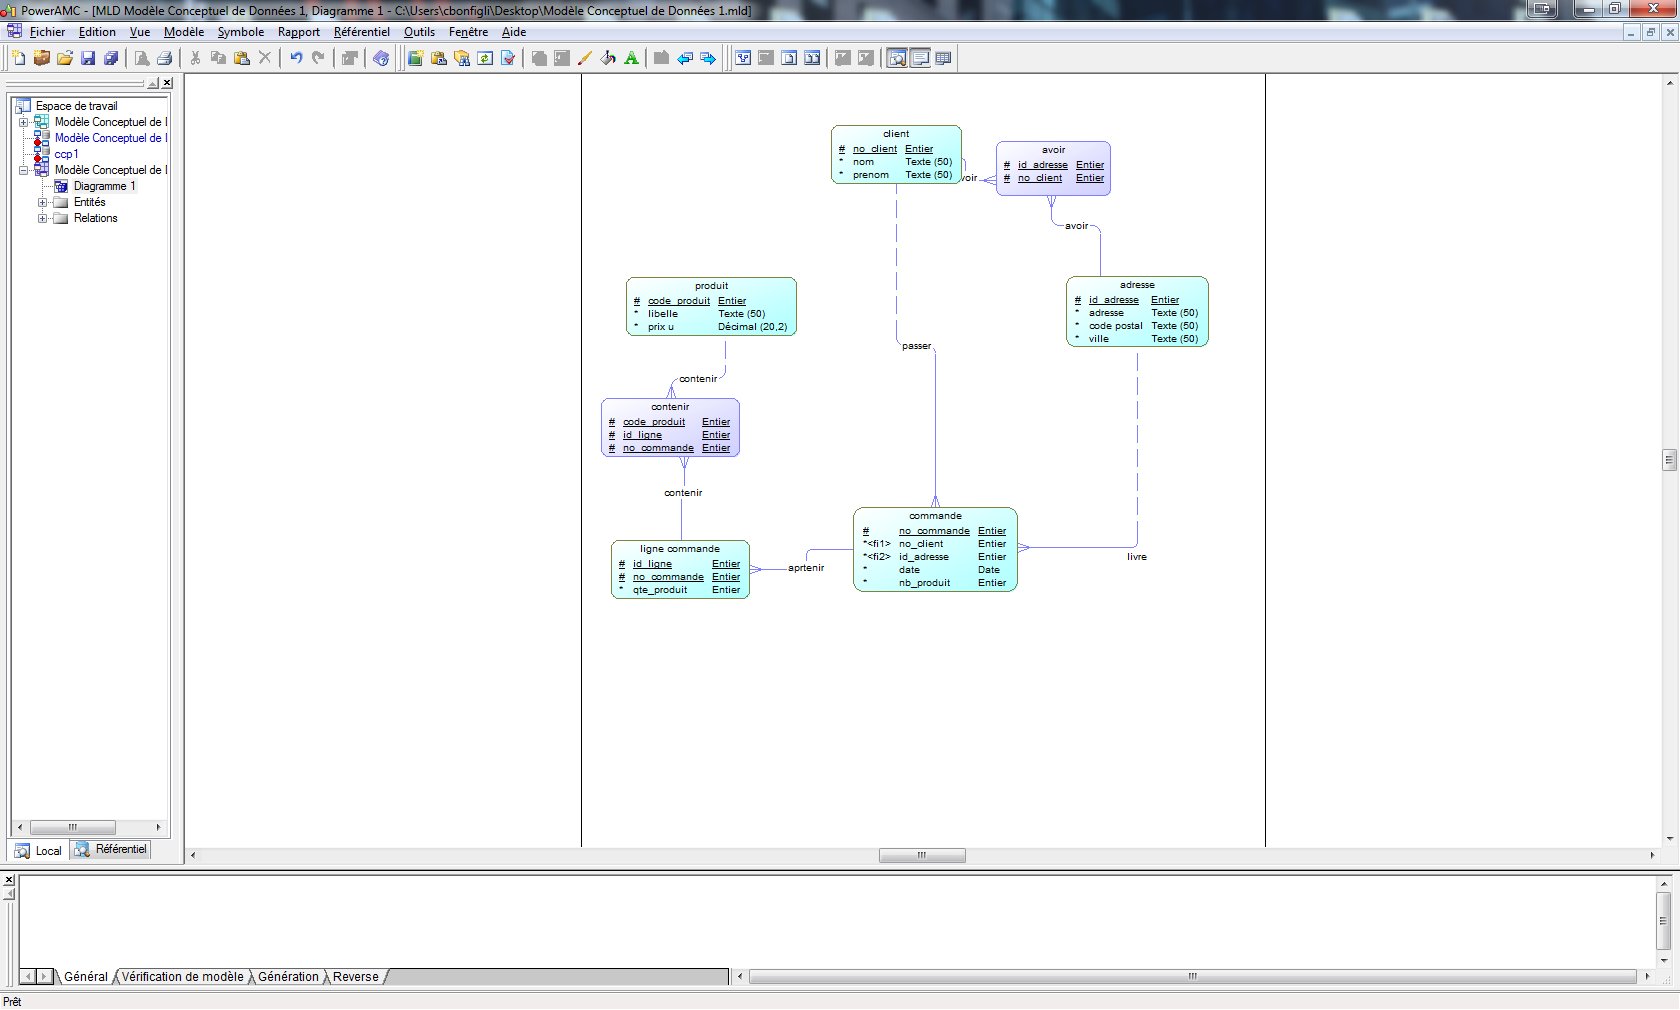 PowerAMC - [MLD Modèle Conceptuel de Données 1, Diagramme 1 - C:\Users\cbonfigli\Desktop\Modèle Conceptuel de Données 1.mld]
Fichier Edition Vue Modèle Symbole Rapport Référentiel Outils Fenêtre Aide
Espace de travail
Modèle Conceptuel de
Modèle Conceptuel de
ccp1
Modèle Conceptuel de
Diagramme 1
Entités
Relations
Local Référentiel
client
# no_client Entier
* nom Texte (50)
* prenom Texte (50)
voir
avoir
# id_adresse Entier
# no_client Entier
avoir
adresse
# id_adresse Entier
* adresse Texte (50)
* code postal Texte (50)
* ville Texte (50)
produit
# code_produit Entier
* libelle Texte (50)
* prix u Décimal (20,2)
passer
contenir
contenir
# code_produit Entier
# id_ligne Entier
# no_commande Entier
contenir
ligne commande
# id_ligne Entier
# no_commande Entier
* qte_produit Entier
aprtenir
commande
# no_commande Entier
*<fi1> no_client Entier
*<fi2> id_adresse Entier
* date Date
* nb_produit Entier
livre
Général Vérification de modèle Génération Reverse
Prêt